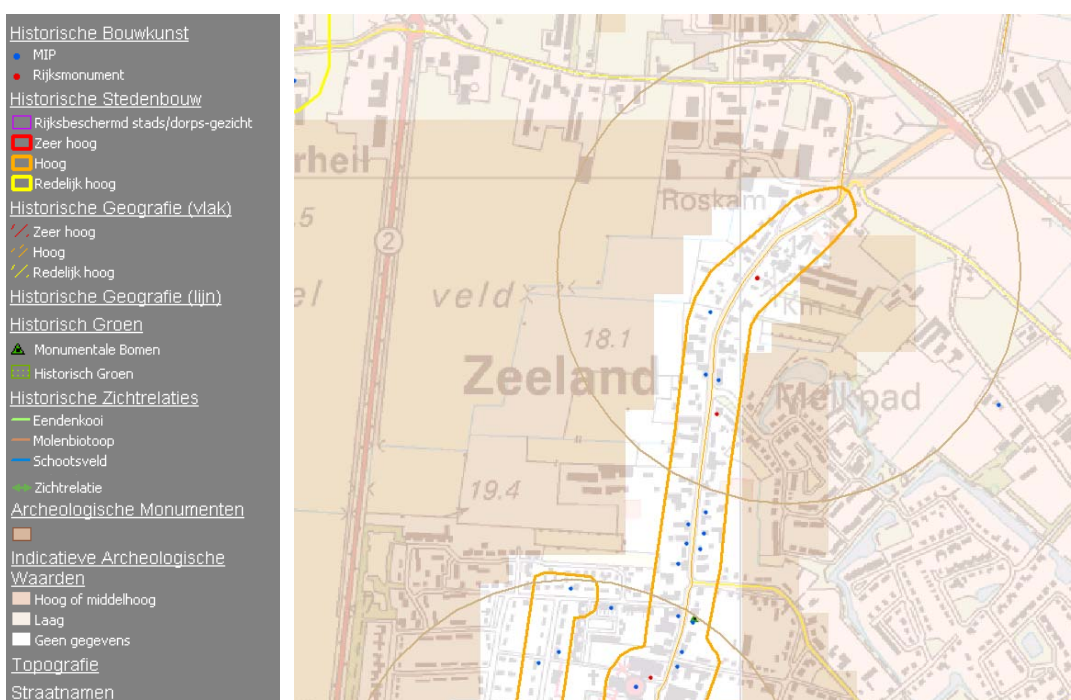 Historische Bouwkunst
MIP
Rijksmonument
Historische Stedenbouw
Rijksbeschermd stads/dorps-gezicht
Zeer hoog
Hoog
Redelijk hoog
Historische Geografie (vlak)
Zeer hoog
Hoog
Redelijk hoog
Historische Geografie (lijn)
Historisch Groen
Monumentale Bomen
Historisch Groen
Historische Zichtrelaties
Eendenkooi
Molenbiotoop
Schootsveld
Zichtrelatie
Archeologische Monumenten
Indicatieve Archeologische
Waarden
Hoog of middelhoog
Laag
Geen gegevens
Topografie
Straatnamen
rheil
2
Roskam
.5
2
el
veld
Km
18.1
Zeeland
Melkpad
19.4